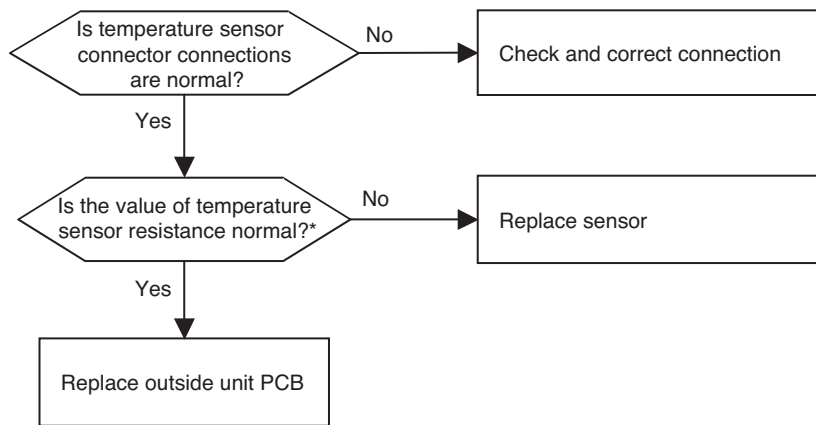 Is temperature sensor
connector connections
are normal?
No
Check and correct connection
Yes
Is the value of temperature
sensor resistance normal?*
No
Replace sensor
Yes
Replace outside unit PCB